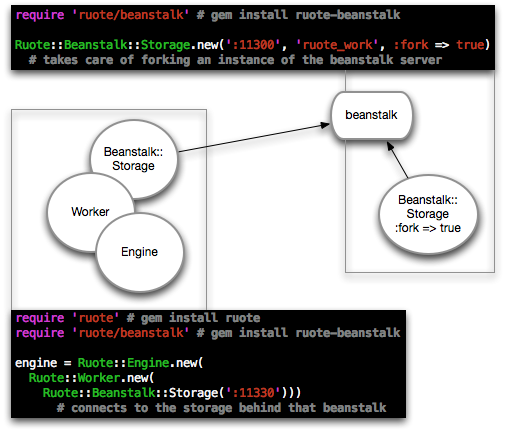 require 'ruote/beanstalk' # gem install ruote-beanstalk
Ruote::Beanstalk::Storage.new(':11300', 'ruote_work', :fork => true)
# takes care of forking an instance of the beanstalk server
beanstalk
Beanstalk::
Storage
Worker
Engine
Beanstalk::
Storage
:fork => true
require 'ruote' # gem install ruote
require 'ruote/beanstalk' # gem install ruote-beanstalk
engine = Ruote::Engine.new(
Ruote::Worker.new(
Ruote::Beanstalk::Storage(':11330')))
# connects to the storage behind that beanstalk